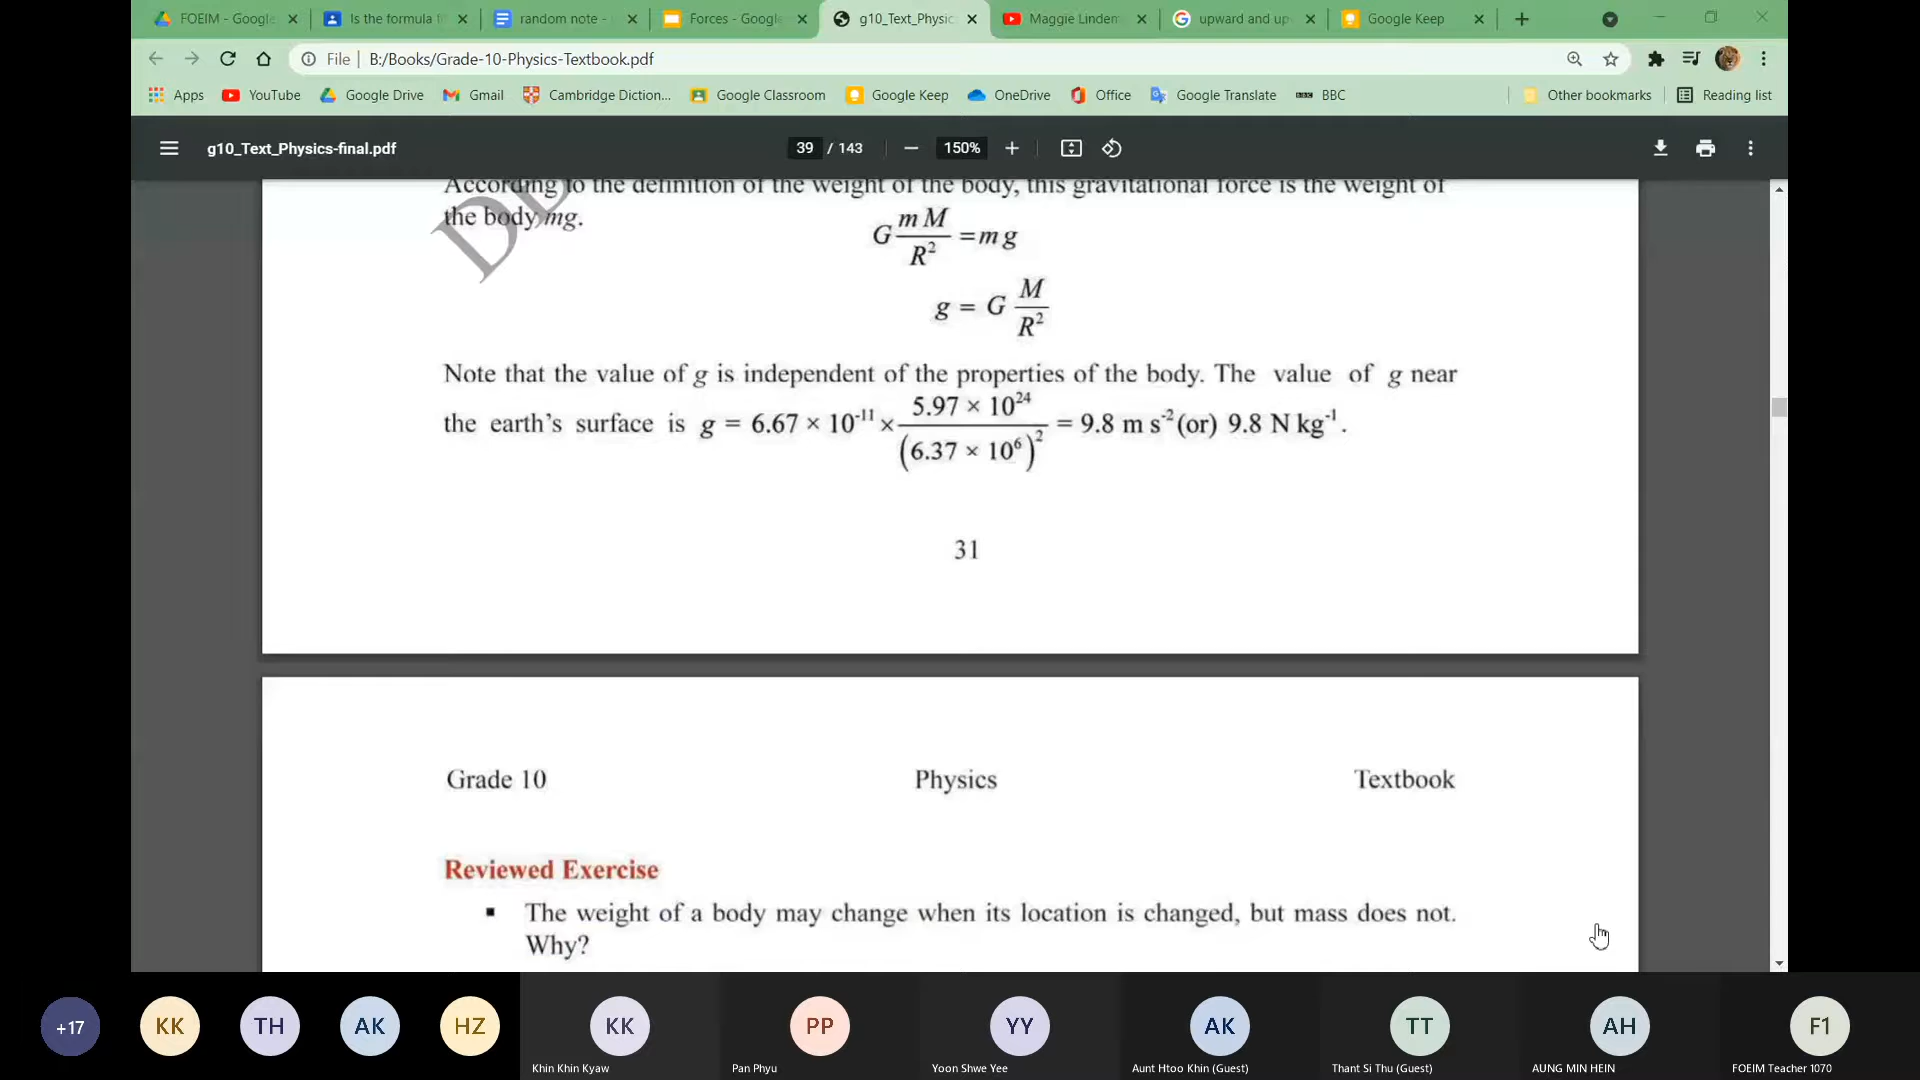 FOEIM - Google
Is the formula f
random note -
Forces - Google
g10_Text_Physic
Maggie Lindem
upward and up
Google Keep
File | B:/Books/Grade-10-Physics-Textbook.pdf
Apps YouTube Google Drive Gmail Cambridge Diction... Google Classroom Google Keep OneDrive Office Google Translate BBC Other bookmarks Reading list
g10_Text_Physics-final.pdf 39 / 143 — 150% +
According to the definition of the weight of the body, this gravitational force is the weight of
the body mg.
G mM/R² = mg
g = G M/R²
Note that the value of g is independent of the properties of the body. The value of g near
the earth's surface is g = 6.67 × 10⁻¹¹ × 5.97 × 10²⁴/(6.37 × 10⁶)² = 9.8 m s⁻² (or) 9.8 N kg⁻¹.
31
Grade 10 Physics Textbook
Reviewed Exercise
▪ The weight of a body may change when its location is changed, but mass does not.
Why?
+17 KK TH AK HZ KK PP YY AK TT AH F1
Khin Khin Kyaw Pan Phyu Yoon Shwe Yee Aunt Htoo Khin (Guest) Thant Si Thu (Guest) AUNG MIN HEIN FOEIM Teacher 1070